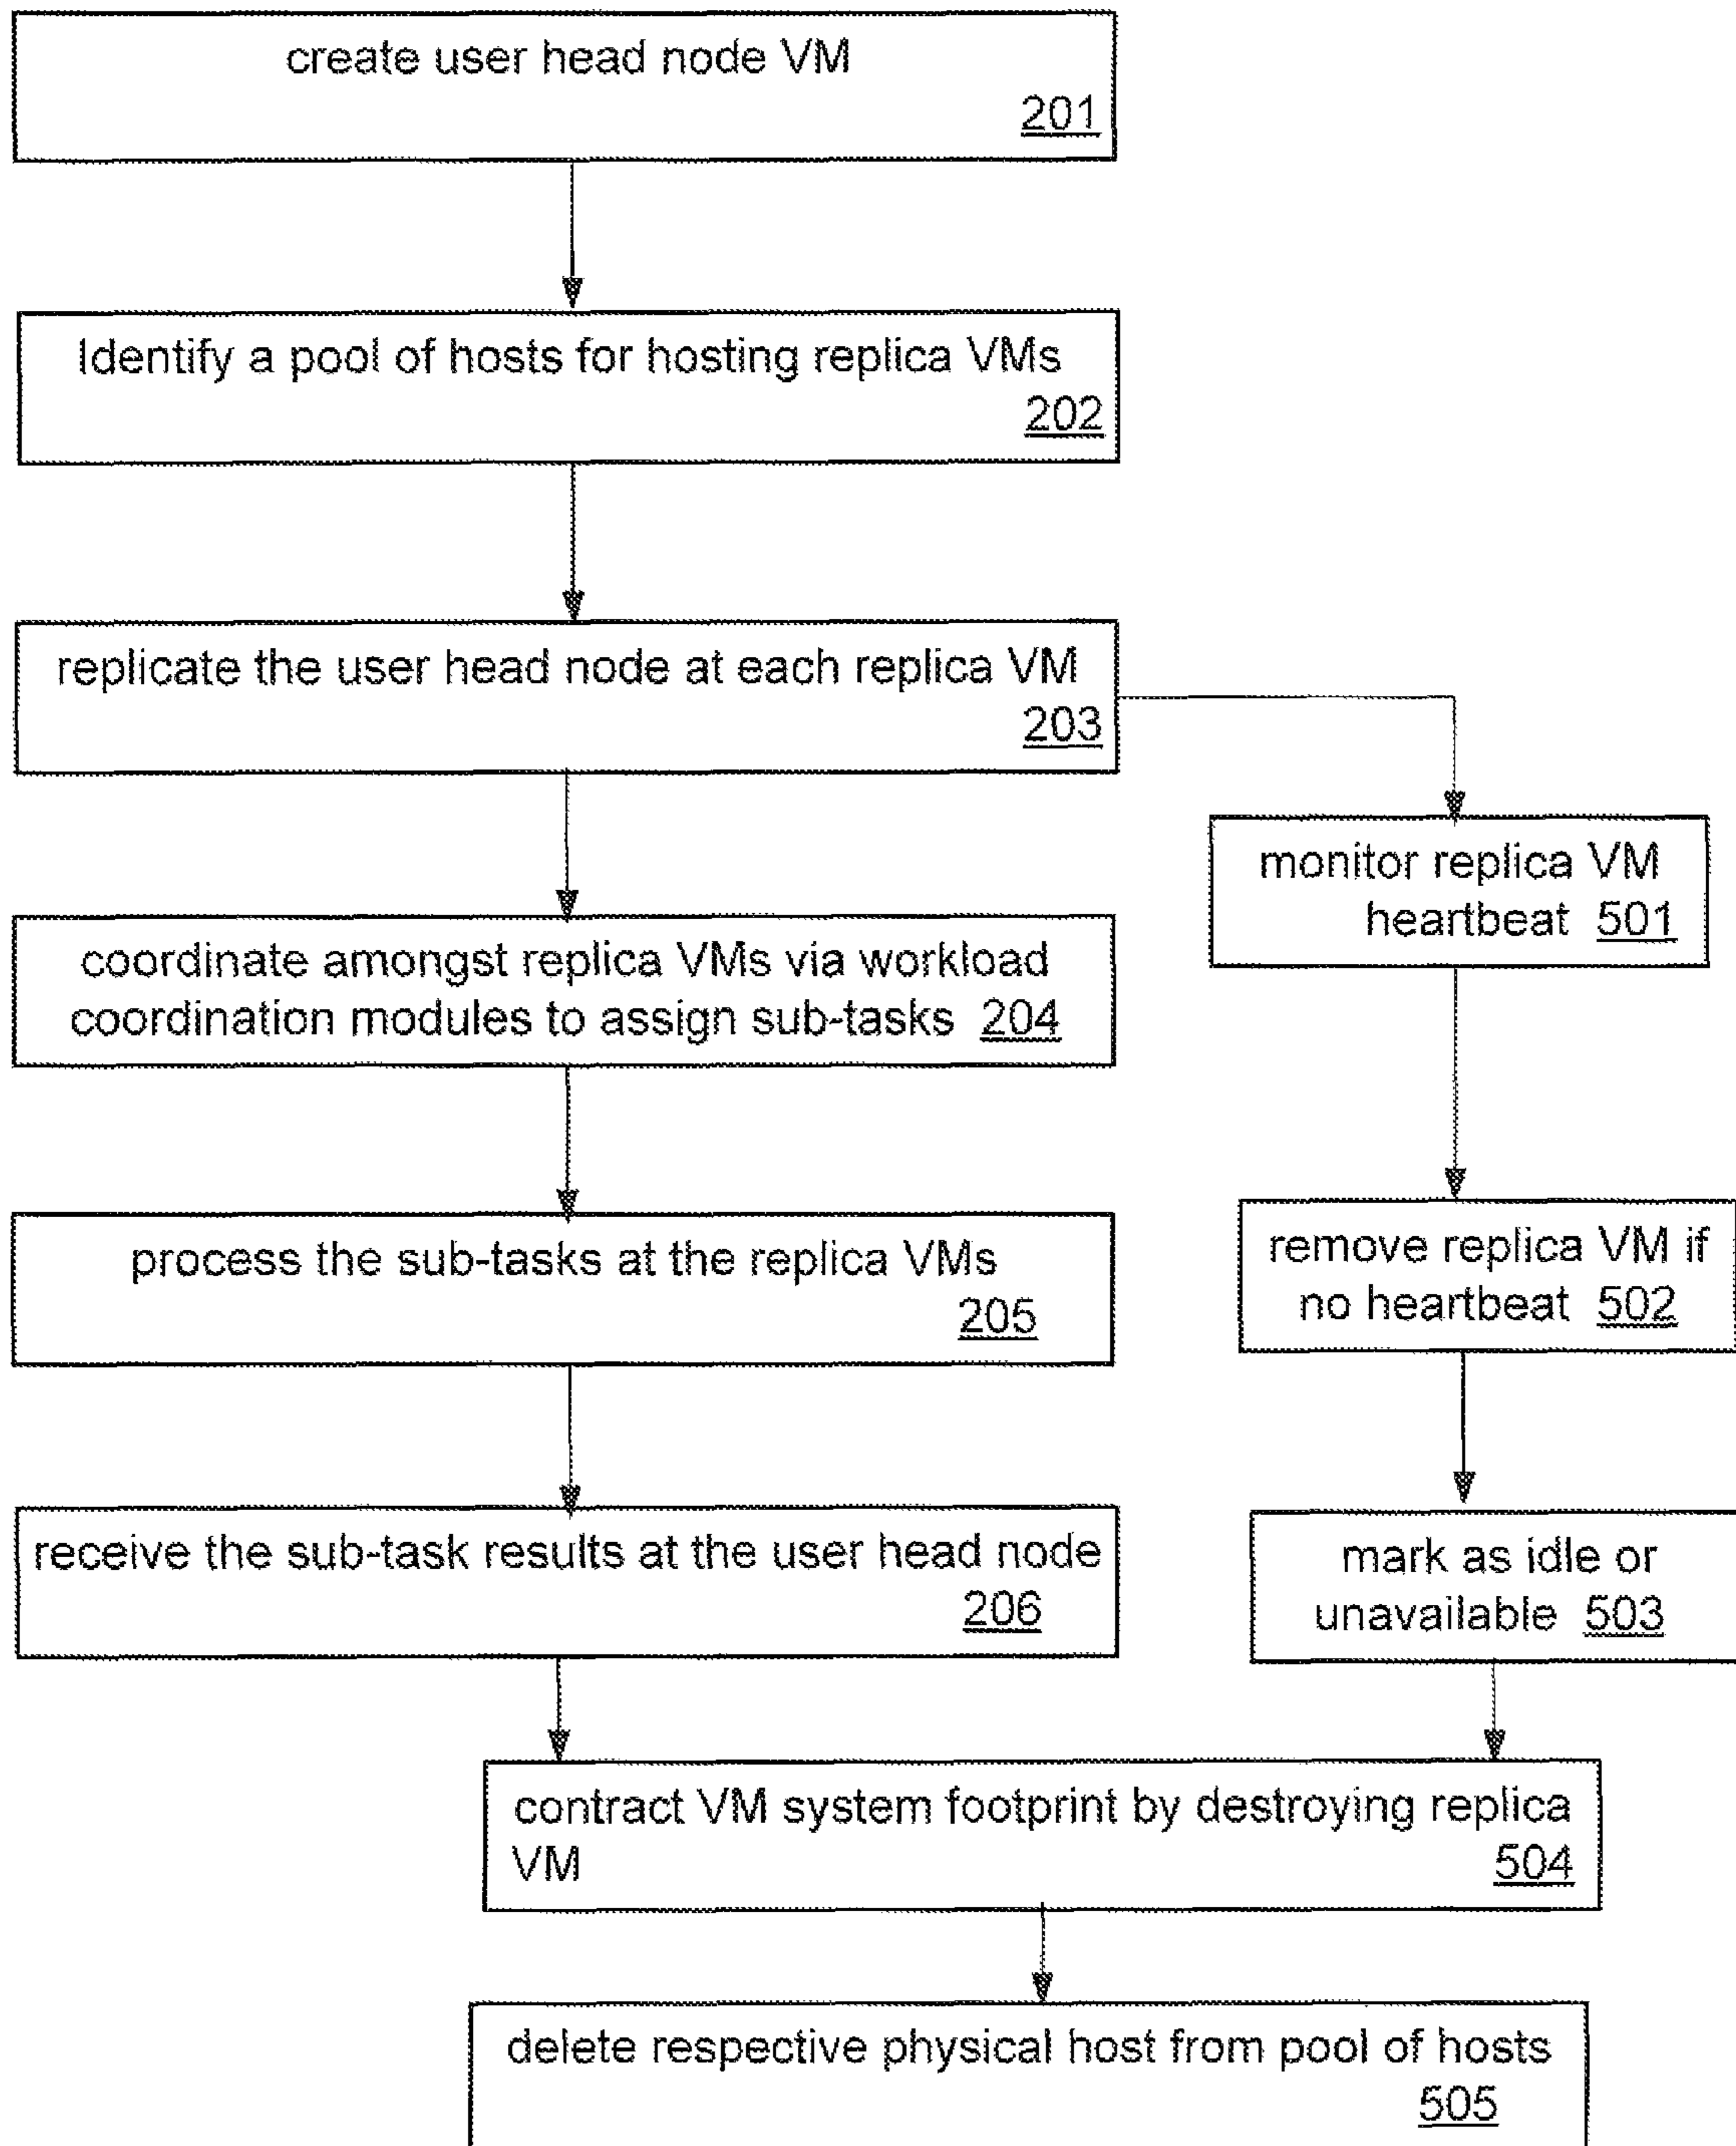 create user head node VM
201
Identify a pool of hosts for hosting replica VMs
202
replicate the user head node at each replica VM
203
monitor replica VM
heartbeat 501
coordinate amongst replica VMs via workload
coordination modules to assign sub-tasks 204
process the sub-tasks at the replica VMs
205
remove replica VM if
no heartbeat 502
receive the sub-task results at the user head node
206
mark as idle or
unavailable 503
contract VM system footprint by destroying replica
VM
504
delete respective physical host from pool of hosts
505